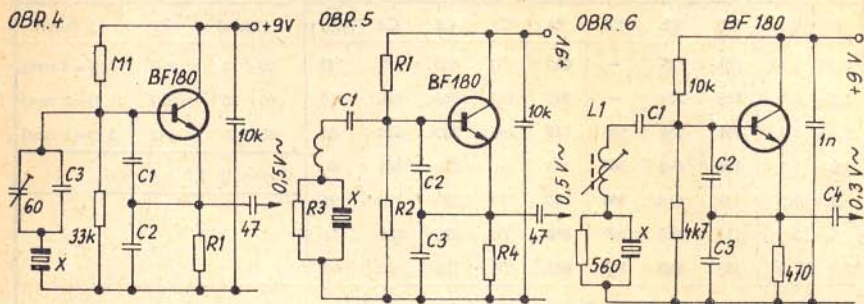 OBR.4
+9V
M1
BF180
10k
C3
C1
60
33k
C2
R1
47
0,5V~
X
OBR.5
+9V
R1
BF180
C1
10k
C2
R3
X
R2
C3
R4
47
0,5V~
OBR.6
BF 180
+9V
10k
L1
C1
1n
C2
C4
0,3V~
X
560
4k7
C3
470